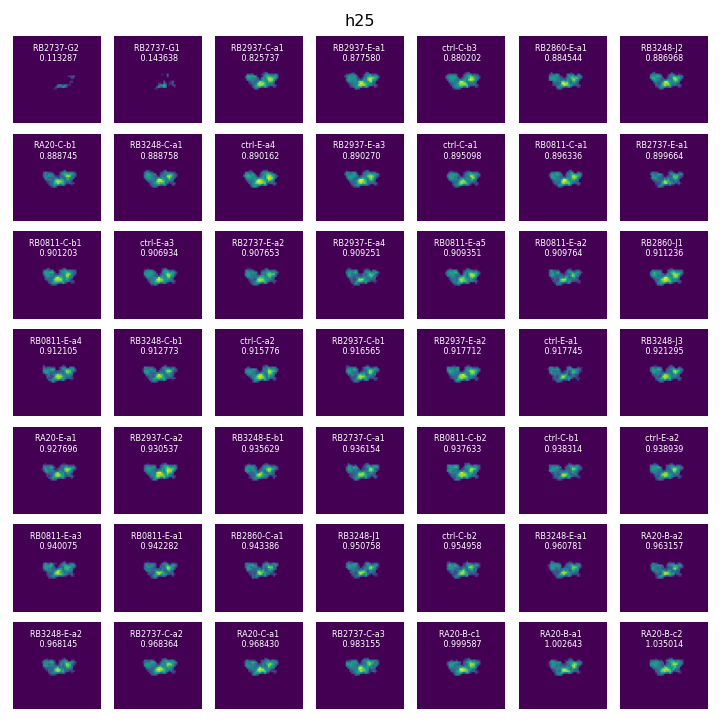 h25
RB2737-G2
0.113287
RB2737-G1
0.143638
RB2937-C-a1
0.825737
RB2937-E-a1
0.877580
ctrl-C-b3
0.880202
RB2860-E-a1
0.884544
RB3248-J2
0.886968
RA20-C-b1
0.888745
RB3248-C-a1
0.888758
ctrl-E-a4
0.890162
RB2937-E-a3
0.890270
ctrl-C-a1
0.895098
RB0811-C-a1
0.896336
RB2737-E-a1
0.899664
RB0811-C-b1
0.901203
ctrl-E-a3
0.906934
RB2737-E-a2
0.907653
RB2937-E-a4
0.909251
RB0811-E-a5
0.909351
RB0811-E-a2
0.909764
RB2860-J1
0.911236
RB0811-E-a4
0.912105
RB3248-C-b1
0.912773
ctrl-C-a2
0.915776
RB2937-C-b1
0.916565
RB2937-E-a2
0.917712
ctrl-E-a1
0.917745
RB3248-J3
0.921295
RA20-E-a1
0.927696
RB2937-C-a2
0.930537
RB3248-E-b1
0.935629
RB2737-C-a1
0.936154
RB0811-C-b2
0.937633
ctrl-C-b1
0.938314
ctrl-E-a2
0.938939
RB0811-E-a3
0.940075
RB0811-E-a1
0.942282
RB2860-C-a1
0.943386
RB3248-J1
0.950758
ctrl-C-b2
0.954958
RB3248-E-a1
0.960781
RA20-B-a2
0.963157
RB3248-E-a2
0.968145
RB2737-C-a2
0.968364
RA20-C-a1
0.968430
RB2737-C-a3
0.983155
RA20-B-c1
0.999587
RA20-B-a1
1.002643
RA20-B-c2
1.035014